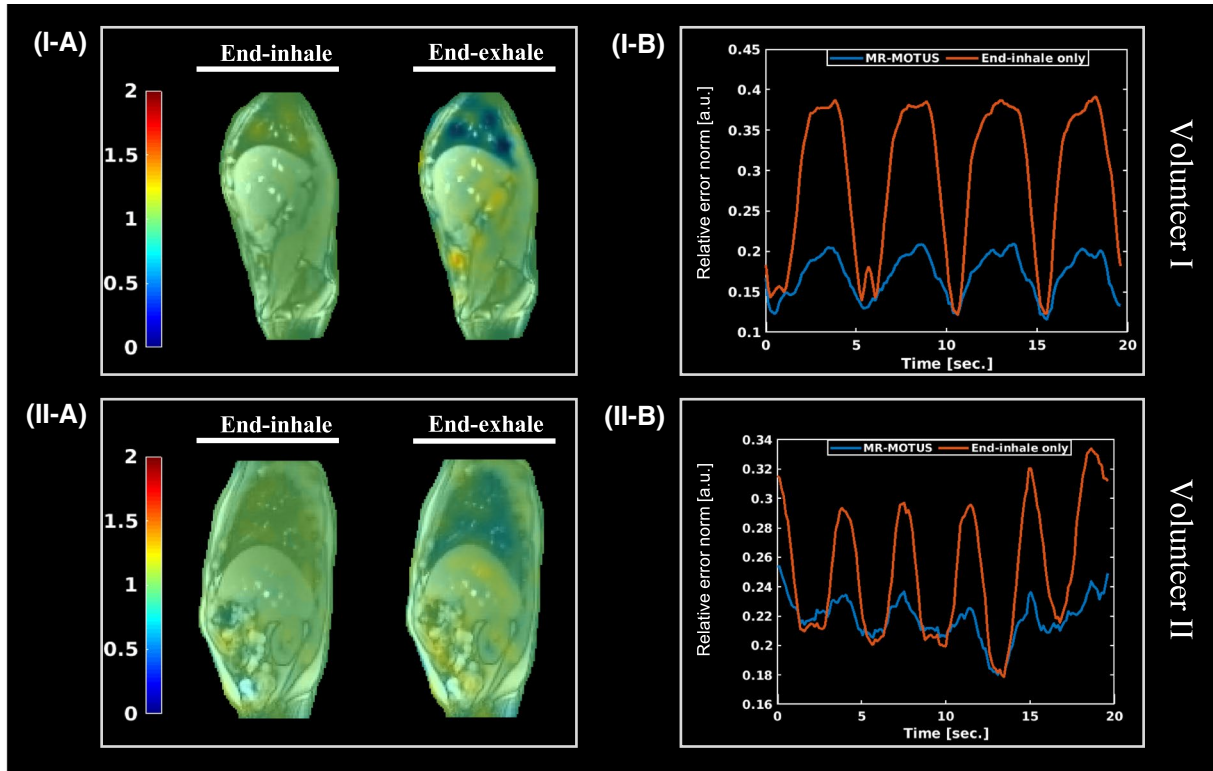 (I-A)
End-inhale
End-exhale
2
1.5
1
0.5
0
(I-B)
MR-MOTUS
End-inhale only
Relative error norm [a.u.]
0.45
0.4
0.35
0.3
0.25
0.2
0.15
0.1
0
5
10
15
20
Time [sec.]
Volunteer I
(II-A)
End-inhale
End-exhale
2
1.5
1
0.5
0
(II-B)
MR-MOTUS
End-inhale only
Relative error norm [a.u.]
0.34
0.32
0.3
0.28
0.26
0.24
0.22
0.2
0.18
0.16
0
5
10
15
20
Time [sec.]
Volunteer II